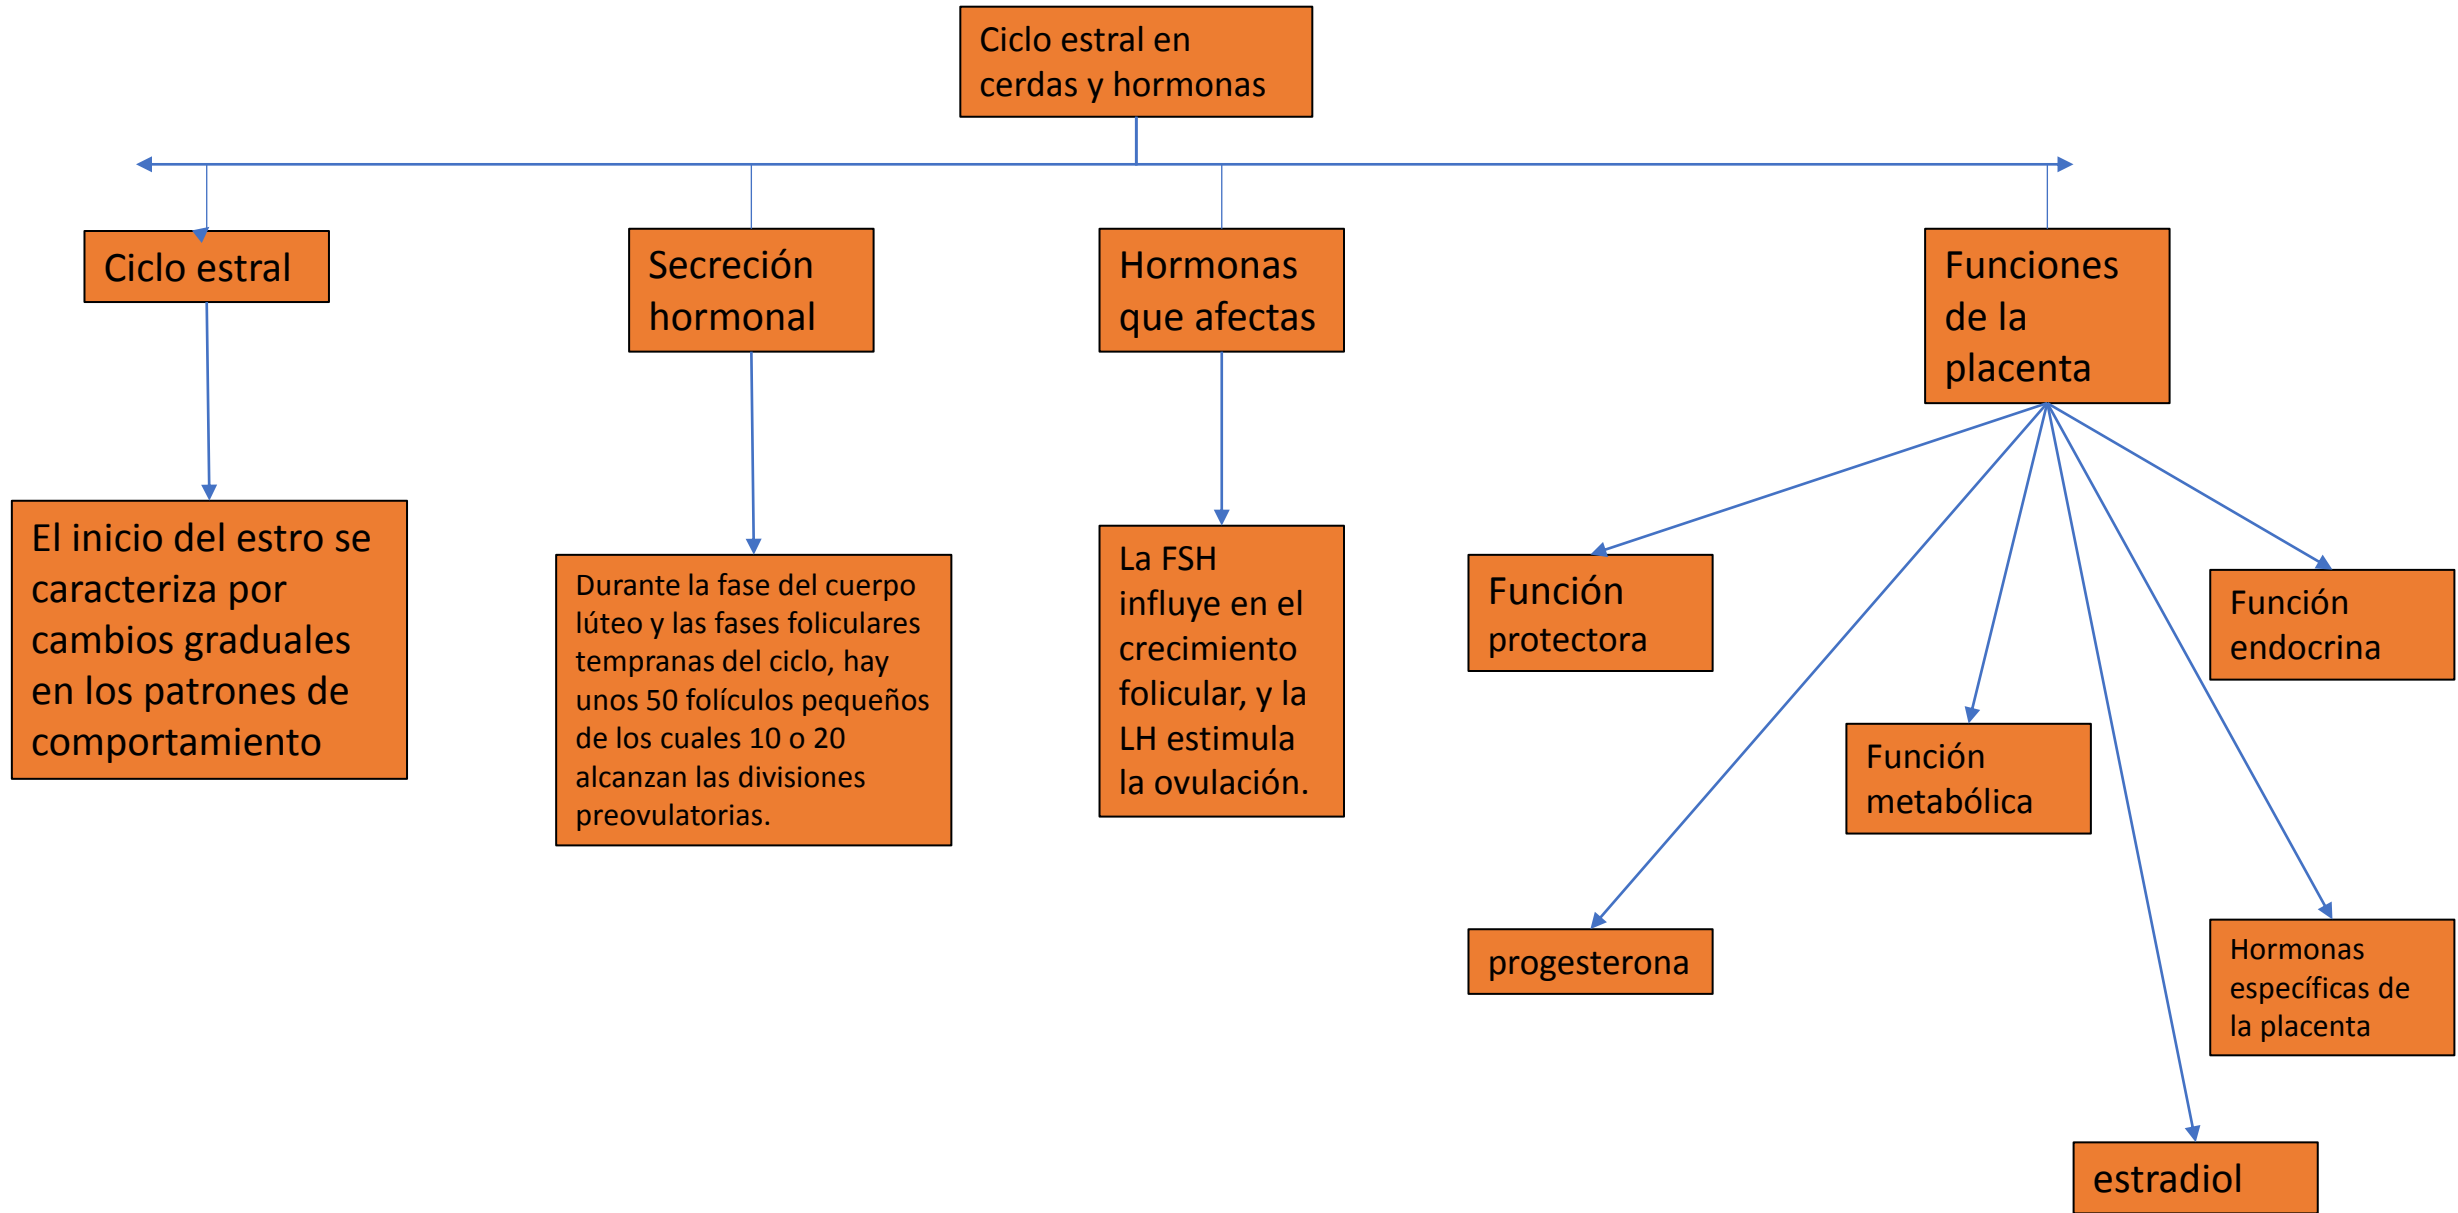 Ciclo estral en
cerdas y hormonas
Ciclo estral
Secreción
hormonal
Hormonas
que afectas
Funciones
de la
placenta
El inicio del estro se
caracteriza por
cambios graduales
en los patrones de
comportamiento
Durante la fase del cuerpo
lúteo y las fases foliculares
tempranas del ciclo, hay
unos 50 folículos pequeños
de los cuales 10 o 20
alcanzan las divisiones
preovulatorias.
La FSH
influye en el
crecimiento
folicular, y la
LH estimula
la ovulación.
Función
protectora
Función
endocrina
Función
metabólica
progesterona
Hormonas
específicas de
la placenta
estradiol